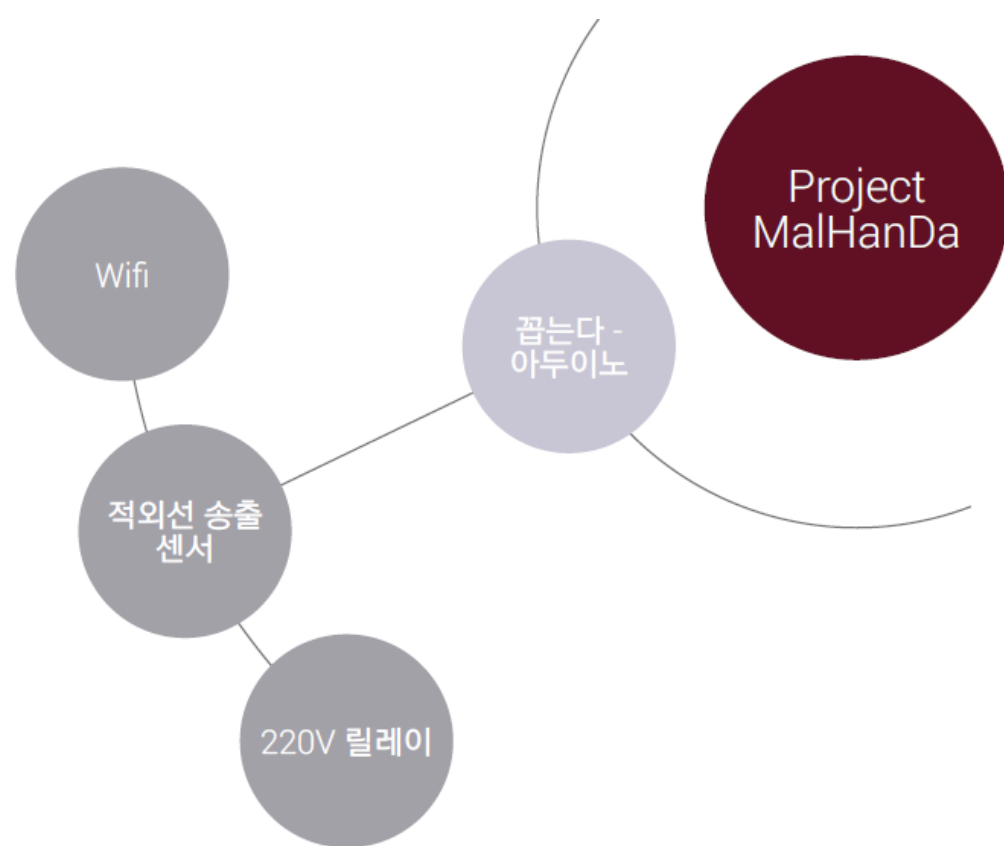 Project
MalHanDa
Wifi
꼽는다 -
아두이노
적외선 송출
센서
220V 릴레이